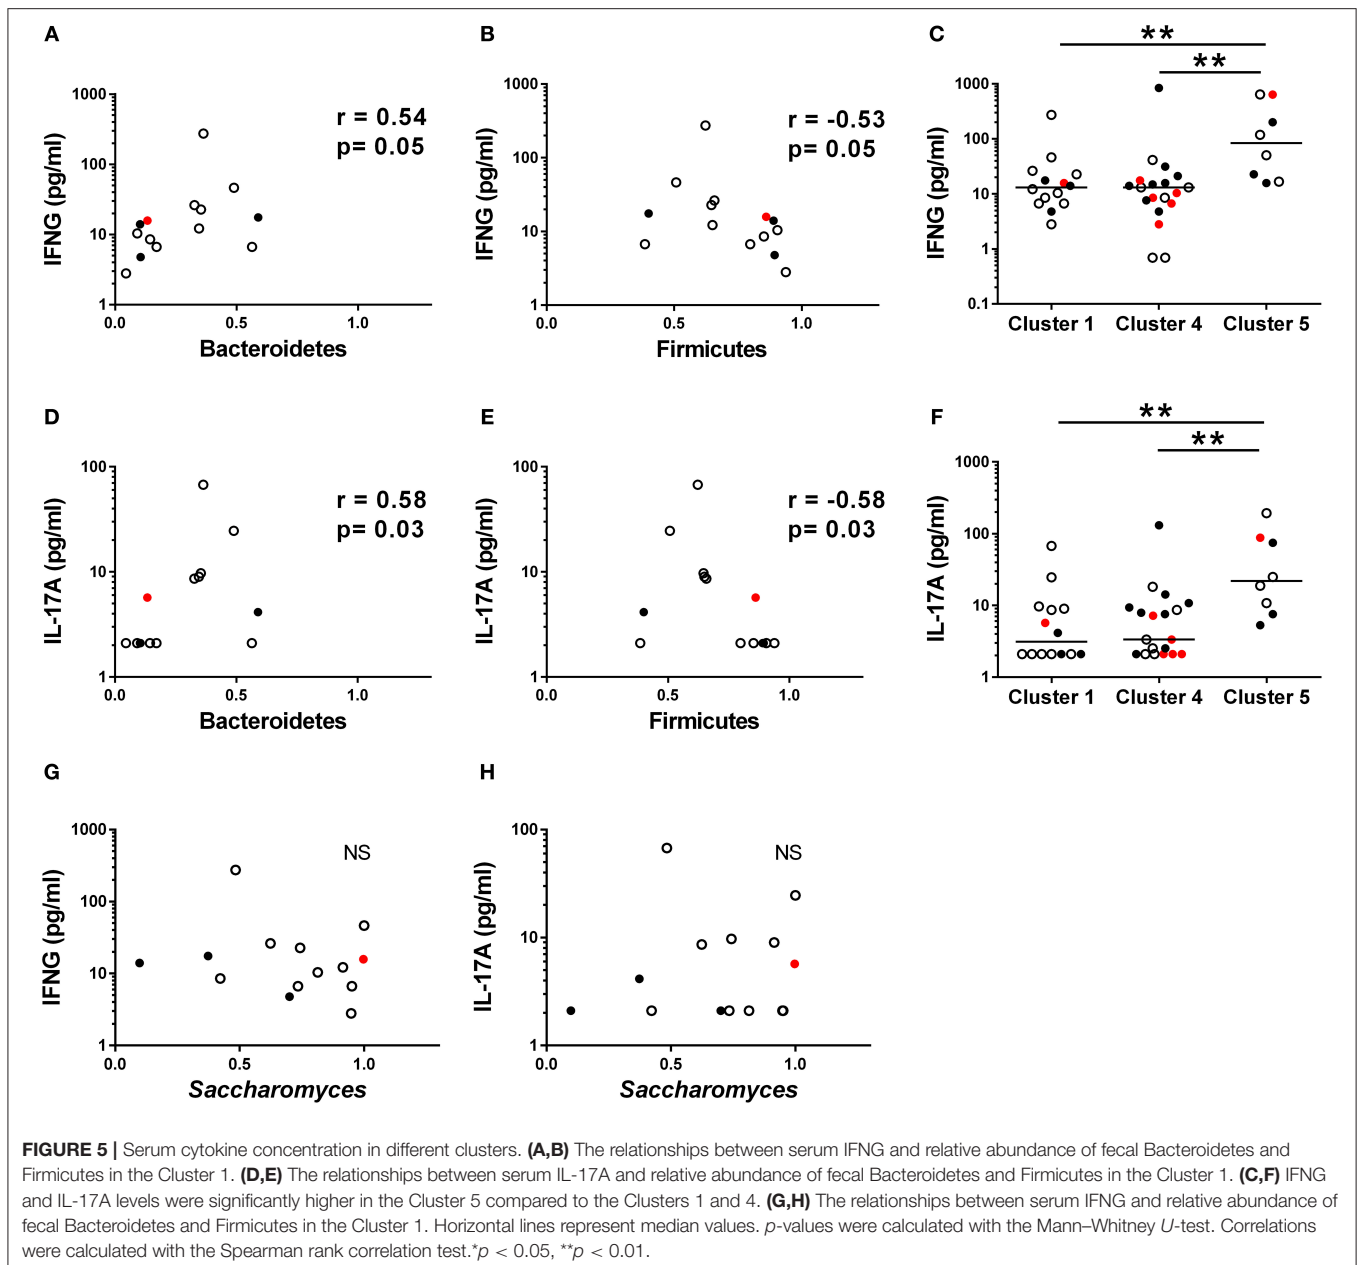 A
B
C
IFNG (pg/ml)
1000
100
10
1
0.0
0.5
1.0
Bacteroidetes
r = 0.54
p= 0.05
IFNG (pg/ml)
1000
100
10
1
0.0
0.5
1.0
Firmicutes
r = -0.53
p= 0.05
IFNG (pg/ml)
1000
100
10
1
0.1
**
**
Cluster 1
Cluster 4
Cluster 5
D
E
F
IL-17A (pg/ml)
100
10
1
0.0
0.5
1.0
Bacteroidetes
r = 0.58
p= 0.03
IL-17A (pg/ml)
100
10
1
0.0
0.5
1.0
Firmicutes
r = -0.58
p= 0.03
IL-17A (pg/ml)
1000
100
10
1
**
**
Cluster 1
Cluster 4
Cluster 5
G
H
IFNG (pg/ml)
1000
100
10
1
0.0
0.5
1.0
Saccharomyces
NS
IL-17A (pg/ml)
100
10
1
0.0
0.5
1.0
Saccharomyces
NS
FIGURE 5 | Serum cytokine concentration in different clusters. (A,B) The relationships between serum IFNG and relative abundance of fecal Bacteroidetes and
Firmicutes in the Cluster 1. (D,E) The relationships between serum IL-17A and relative abundance of fecal Bacteroidetes and Firmicutes in the Cluster 1. (C,F) IFNG
and IL-17A levels were significantly higher in the Cluster 5 compared to the Clusters 1 and 4. (G,H) The relationships between serum IFNG and relative abundance of
fecal Bacteroidetes and Firmicutes in the Cluster 1. Horizontal lines represent median values. p-values were calculated with the Mann–Whitney U-test. Correlations
were calculated with the Spearman rank correlation test.*p < 0.05, **p < 0.01.